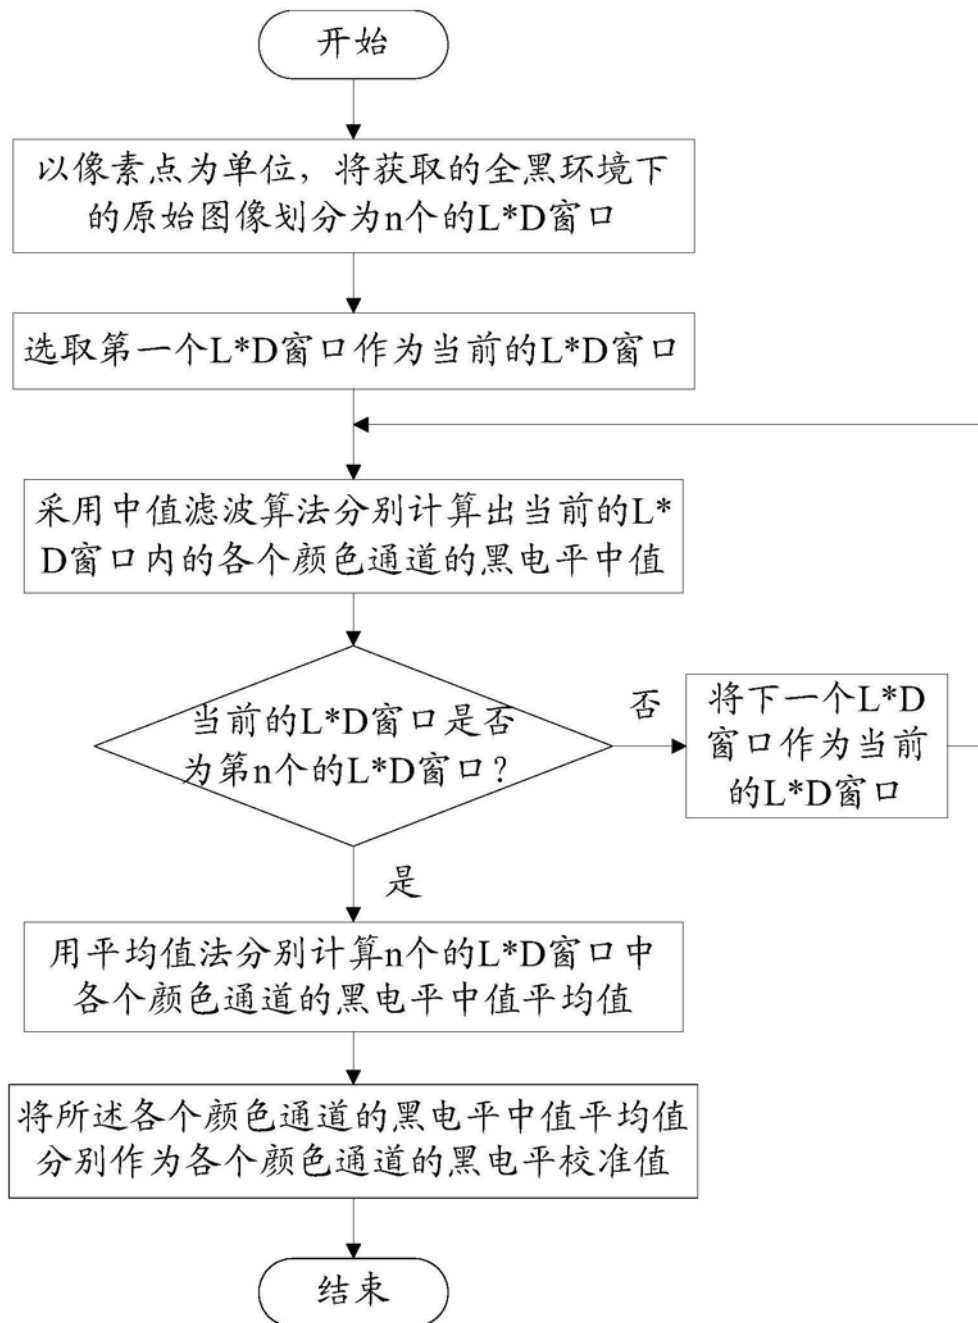 开始
以像素点为单位，将获取的全黑环境下
的原始图像划分为n个的L*D窗口
选取第一个L*D窗口作为当前的L*D窗口
采用中值滤波算法分别计算出当前的L*
D窗口内的各个颜色通道的黑电平中值
当前的L*D窗口是否
为第n个的L*D窗口？
否
将下一个L*D
窗口作为当前
的L*D窗口
是
用平均值法分别计算n个的L*D窗口中
各个颜色通道的黑电平中值平均值
将所述各个颜色通道的黑电平中值平均值
分别作为各个颜色通道的黑电平校准值
结束